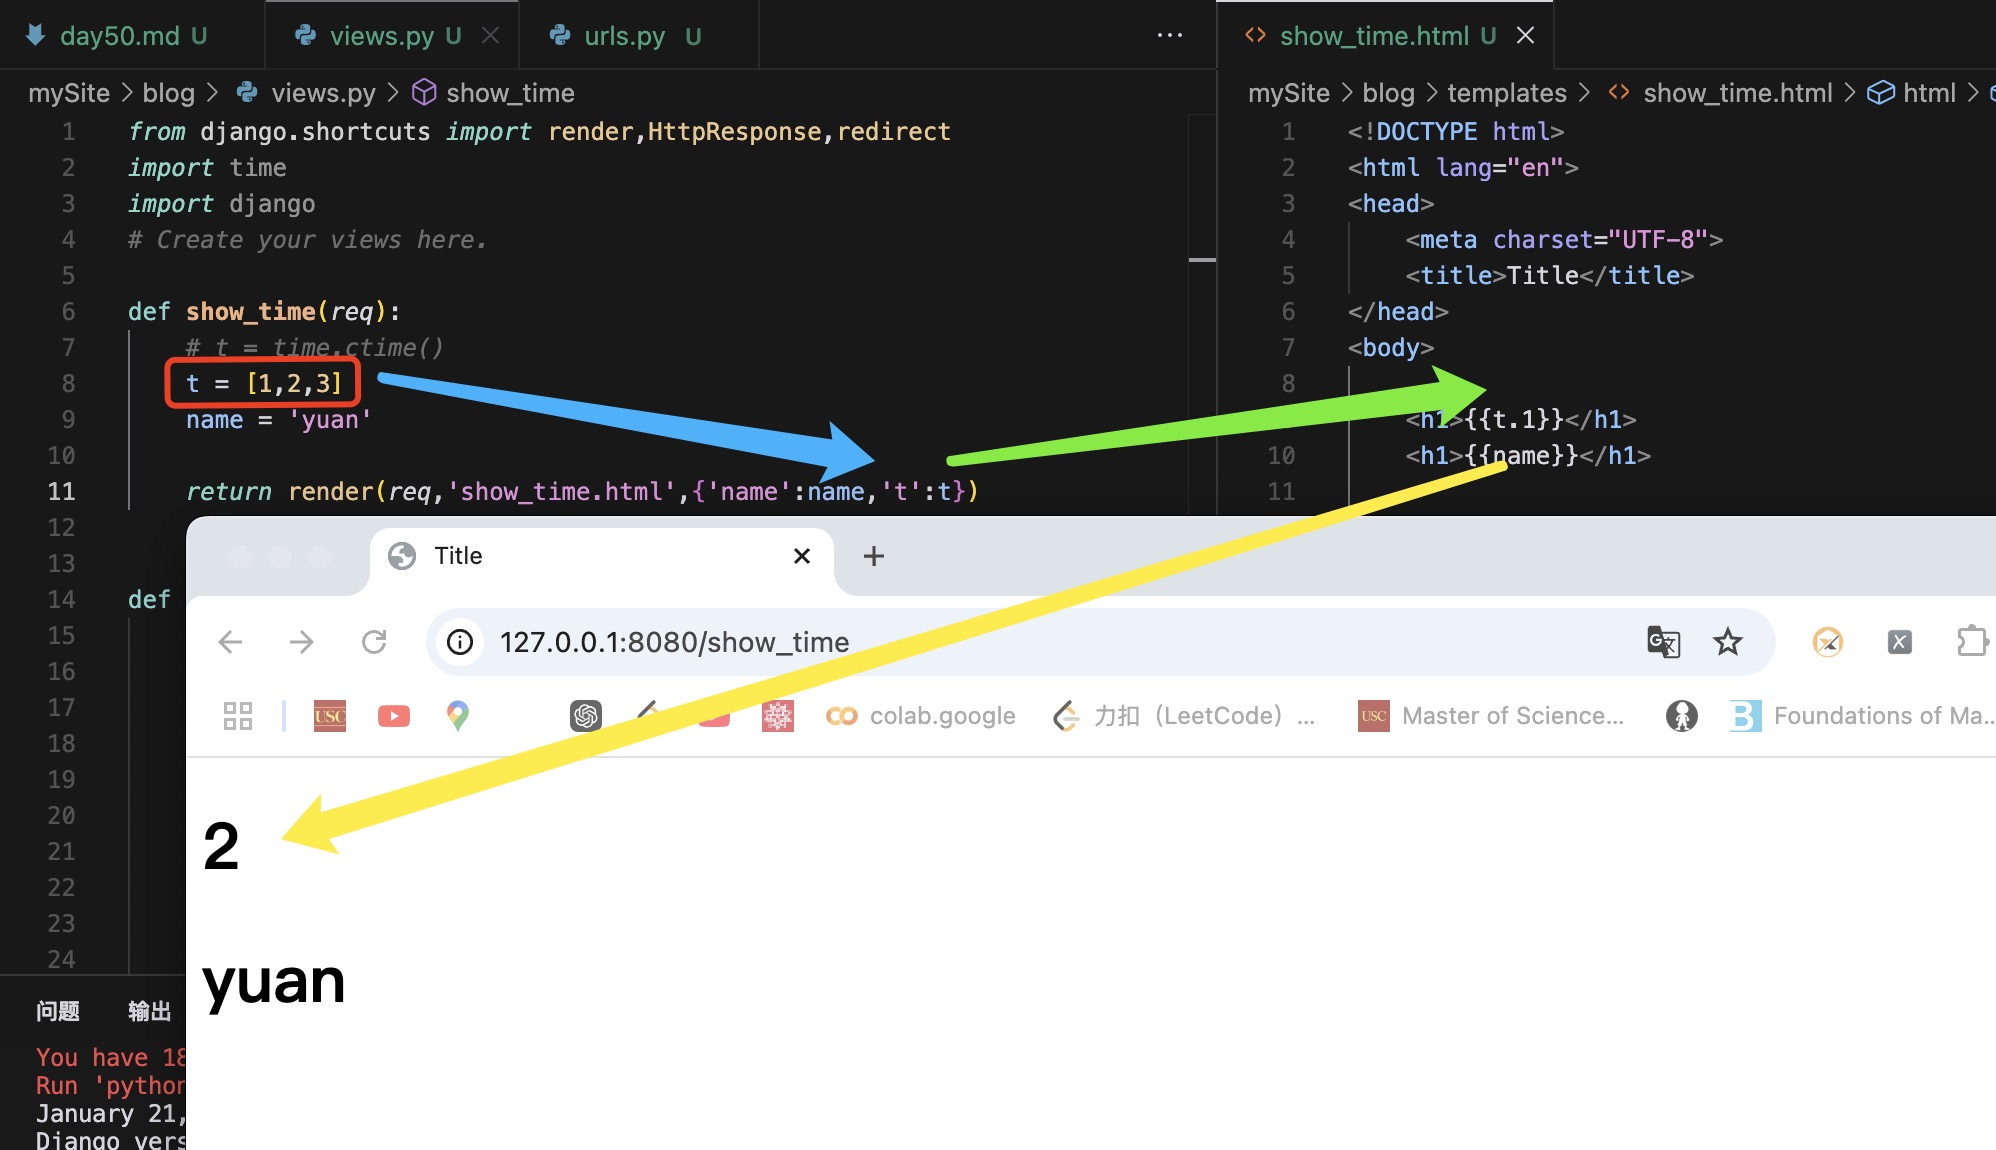 day50.md U
views.py U
urls.py U
...
mySite > blog > views.py > show_time
1 from django.shortcuts import render,HttpResponse,redirect
2 import time
3 import django
4 # Create your views here.
5
6 def show_time(req):
7 # t = time.ctime()
8 t = [1,2,3]
9 name = 'yuan'
10
11 return render(req,'show_time.html',{'name':name,'t':t})
12
13
14 def
15
16
17
18
19
20
21
22
23
24
问题 输出
You have 18
Run 'python
January 21,
Django vers
show_time.html U
mySite > blog > templates > show_time.html > html >
1 <!DOCTYPE html>
2 <html lang="en">
3 <head>
4 <meta charset="UTF-8">
5 <title>Title</title>
6 </head>
7 <body>
8
<h1>{{t.1}}</h1>
10 <h1>{{name}}</h1>
11
Title
127.0.0.1:8080/show_time
USC
colab.google
力扣（LeetCode）...
USC Master of Science...
B Foundations of Ma...
2
yuan